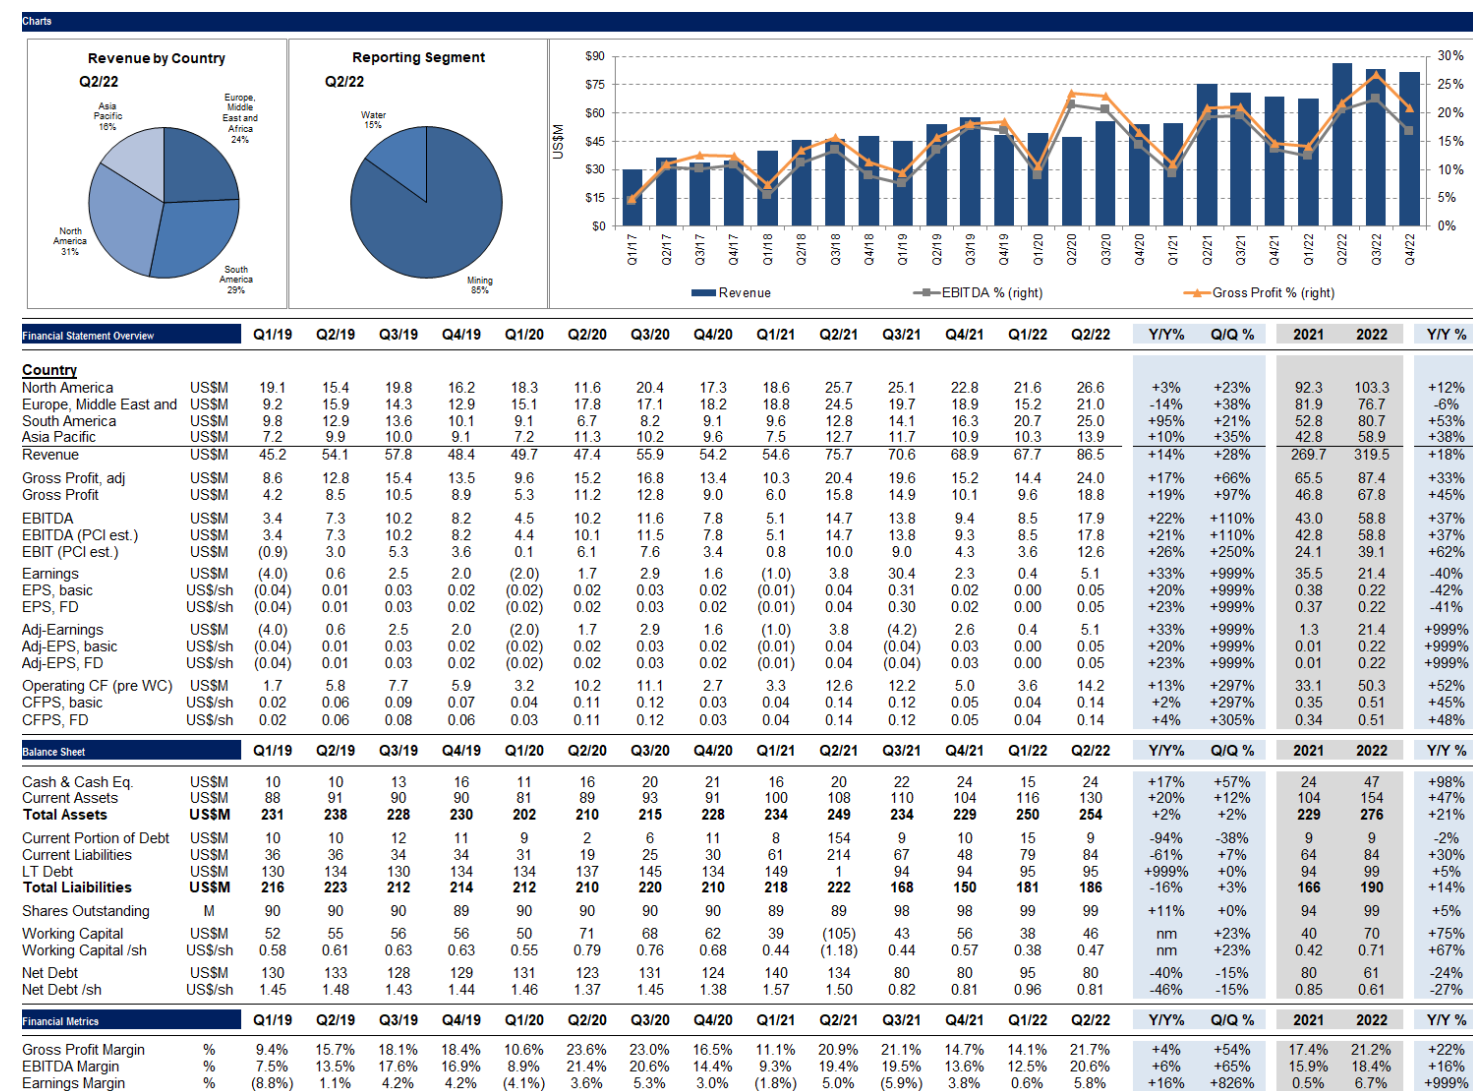 Charts
Revenue by Country
Q2/22
Asia
Pacific
16%
Europe,
Middle
East and
Africa
24%
North
America
31%
South
America
29%
Reporting Segment
Q2/22
Water
15%
Mining
85%
US$M
$90
$75
$60
$45
$30
$15
$0
30%
25%
20%
15%
10%
5%
0%
Q1/17 Q2/17 Q3/17 Q4/17 Q1/18 Q2/18 Q3/18 Q4/18 Q1/19 Q2/19 Q3/19 Q4/19 Q1/20 Q2/20 Q3/20 Q4/20 Q1/21 Q2/21 Q3/21 Q4/21 Q1/22 Q2/22 Q3/22 Q4/22
Revenue EBITDA % (right) Gross Profit % (right)
Financial Statement Overview Q1/19 Q2/19 Q3/19 Q4/19 Q1/20 Q2/20 Q3/20 Q4/20 Q1/21 Q2/21 Q3/21 Q4/21 Q1/22 Q2/22 Y/Y% Q/Q % 2021 2022 Y/Y %
Country
North America US$M 19.1 15.4 19.8 16.2 18.3 11.6 20.4 17.3 18.6 25.7 25.1 22.8 21.6 26.6 +3% +23% 92.3 103.3 +12%
Europe, Middle East and US$M 9.2 15.9 14.3 12.9 15.1 17.8 17.1 18.2 18.8 24.5 19.7 18.9 15.2 21.0 -14% +38% 81.9 76.7 -6%
South America US$M 9.8 12.9 13.6 10.1 9.1 6.7 8.2 9.1 9.6 12.8 14.1 16.3 20.7 25.0 +95% +21% 52.8 80.7 +53%
Asia Pacific US$M 7.2 9.9 10.0 9.1 7.2 11.3 10.2 9.6 7.5 12.7 11.7 10.9 10.3 13.9 +10% +35% 42.8 58.9 +38%
Revenue US$M 45.2 54.1 57.8 48.4 49.7 47.4 55.9 54.2 54.6 75.7 70.6 68.9 67.7 86.5 +14% +28% 269.7 319.5 +18%
Gross Profit, adj US$M 8.6 12.8 15.4 13.5 9.6 15.2 16.8 13.4 10.3 20.4 19.6 15.2 14.4 24.0 +17% +66% 65.5 87.4 +33%
Gross Profit US$M 4.2 8.5 10.5 8.9 5.3 11.2 12.8 9.0 6.0 15.8 14.9 10.1 9.6 18.8 +19% +97% 46.8 67.8 +45%
EBITDA US$M 3.4 7.3 10.2 8.2 4.5 10.2 11.6 7.8 5.1 14.7 13.8 9.4 8.5 17.9 +22% +110% 43.0 58.8 +37%
EBITDA (PCI est.) US$M 3.4 7.3 10.2 8.2 4.4 10.1 11.5 7.8 5.1 14.7 13.8 9.3 8.5 17.8 +21% +110% 42.8 58.8 +37%
EBIT (PCI est.) US$M (0.9) 3.0 5.3 3.6 0.1 6.1 7.6 3.4 0.8 10.0 9.0 4.3 3.6 12.6 +26% +250% 24.1 39.1 +62%
Earnings US$M (4.0) 0.6 2.5 2.0 (2.0) 1.7 2.9 1.6 (1.0) 3.8 30.4 2.3 0.4 5.1 +33% +999% 35.5 21.4 -40%
EPS, basic US$/sh (0.04) 0.01 0.03 0.02 (0.02) 0.02 0.03 0.02 (0.01) 0.04 0.31 0.02 0.00 0.05 +20% +999% 0.38 0.22 -42%
EPS, FD US$/sh (0.04) 0.01 0.03 0.02 (0.02) 0.02 0.03 0.02 (0.01) 0.04 0.30 0.02 0.00 0.05 +23% +999% 0.37 0.22 -41%
Adj-Earnings US$M (4.0) 0.6 2.5 2.0 (2.0) 1.7 2.9 1.6 (1.0) 3.8 (4.2) 2.6 0.4 5.1 +33% +999% 1.3 21.4 +999%
Adj-EPS, basic US$/sh (0.04) 0.01 0.03 0.02 (0.02) 0.02 0.03 0.02 (0.01) 0.04 (0.04) 0.03 0.00 0.05 +20% +999% 0.01 0.22 +999%
Adj-EPS, FD US$/sh (0.04) 0.01 0.03 0.02 (0.02) 0.02 0.03 0.02 (0.01) 0.04 (0.04) 0.03 0.00 0.05 +23% +999% 0.01 0.22 +999%
Operating CF (pre WC) US$M 1.7 5.8 7.7 5.9 3.2 10.2 11.1 2.7 3.3 12.6 12.2 5.0 3.6 14.2 +13% +297% 33.1 50.3 +52%
CFPS, basic US$/sh 0.02 0.06 0.09 0.07 0.04 0.11 0.12 0.03 0.04 0.14 0.12 0.05 0.04 0.14 +2% +297% 0.35 0.51 +45%
CFPS, FD US$/sh 0.02 0.06 0.08 0.06 0.03 0.11 0.12 0.03 0.04 0.14 0.12 0.05 0.04 0.14 +4% +305% 0.34 0.51 +48%
Balance Sheet Q1/19 Q2/19 Q3/19 Q4/19 Q1/20 Q2/20 Q3/20 Q4/20 Q1/21 Q2/21 Q3/21 Q4/21 Q1/22 Q2/22 Y/Y% Q/Q % 2021 2022 Y/Y %
Cash & Cash Eq. US$M 10 10 13 16 11 16 20 21 16 20 22 24 15 24 +17% +57% 24 47 +98%
Current Assets US$M 88 91 90 90 81 89 93 91 100 108 110 104 116 130 +20% +12% 104 154 +47%
Total Assets US$M 231 238 228 230 202 210 215 228 234 249 234 229 250 254 +2% +2% 229 276 +21%
Current Portion of Debt US$M 10 10 12 11 9 2 6 11 8 154 9 10 15 9 -94% -38% 9 9 -2%
Current Liabilities US$M 36 36 34 34 31 19 25 30 61 214 67 48 79 84 -61% +7% 64 84 +30%
LT Debt US$M 130 134 130 134 134 137 145 134 149 1 94 94 95 95 +999% +0% 94 99 +5%
Total Liaibilities US$M 216 223 212 214 212 210 220 210 218 222 168 150 181 186 -16% +3% 166 190 +14%
Shares Outstanding M 90 90 90 89 90 90 90 90 89 89 98 98 99 99 +11% +0% 94 99 +5%
Working Capital US$M 52 55 56 56 50 71 68 62 39 (105) 43 56 38 46 nm +23% 40 70 +75%
Working Capital /sh US$/sh 0.58 0.61 0.63 0.63 0.55 0.79 0.76 0.68 0.44 (1.18) 0.44 0.57 0.38 0.47 nm +23% 0.42 0.71 +67%
Net Debt US$M 130 133 128 129 131 123 131 124 140 134 80 80 95 80 -40% -15% 80 61 -24%
Net Debt /sh US$/sh 1.45 1.48 1.43 1.44 1.46 1.37 1.45 1.38 1.57 1.50 0.82 0.81 0.96 0.81 -46% -15% 0.85 0.61 -27%
Financial Metrics Q1/19 Q2/19 Q3/19 Q4/19 Q1/20 Q2/20 Q3/20 Q4/20 Q1/21 Q2/21 Q3/21 Q4/21 Q1/22 Q2/22 Y/Y% Q/Q % 2021 2022 Y/Y %
Gross Profit Margin % 9.4% 15.7% 18.1% 18.4% 10.6% 23.6% 23.0% 16.5% 11.1% 20.9% 21.1% 14.7% 14.1% 21.7% +4% +54% 17.4% 21.2% +22%
EBITDA Margin % 7.5% 13.5% 17.6% 16.9% 8.9% 21.4% 20.6% 14.4% 9.3% 19.4% 19.5% 13.6% 12.5% 20.6% +6% +65% 15.9% 18.4% +16%
Earnings Margin % (8.8%) 1.1% 4.2% 4.2% (4.1%) 3.6% 5.3% 3.0% (1.8%) 5.0% (5.9%) 3.8% 0.6% 5.8% +16% +826% 0.5% 6.7% +999%